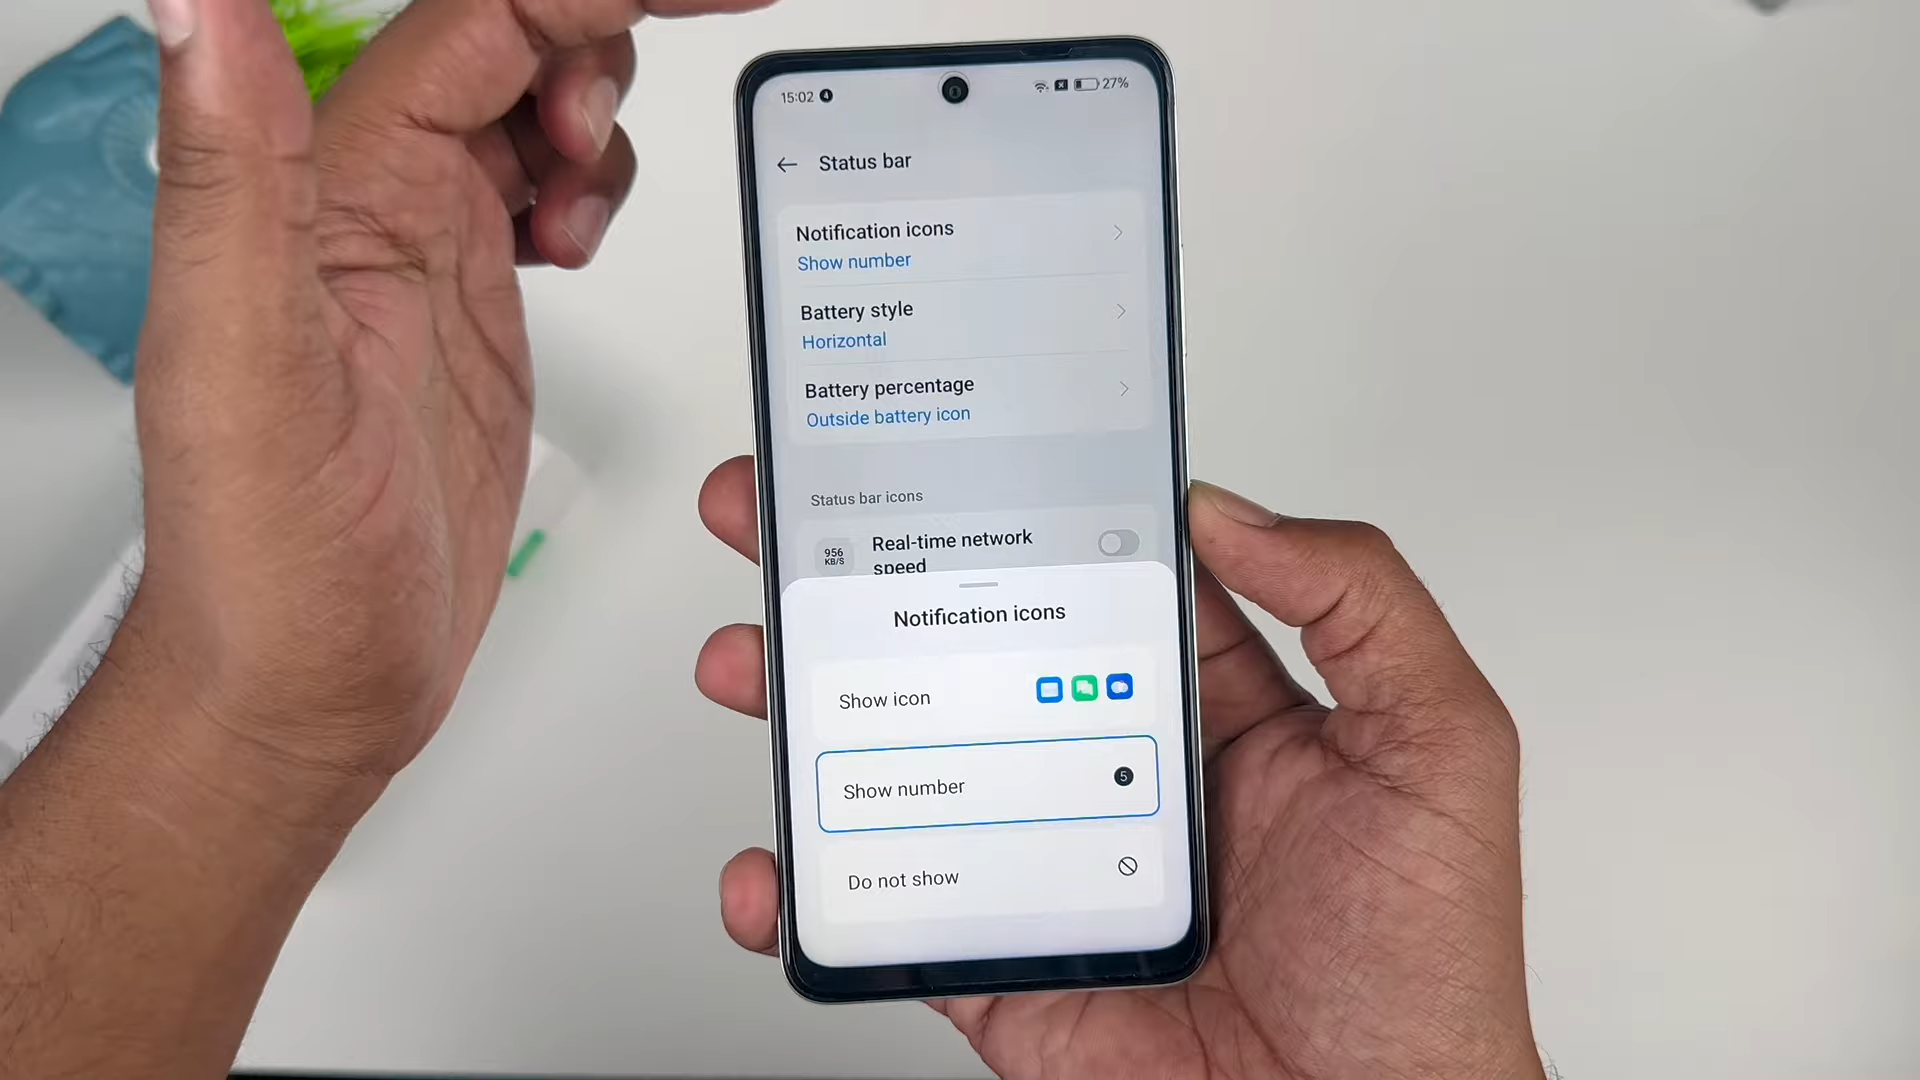 15:02 4 27%
Status bar
Notification icons
Show number
Battery style
Horizontal
Battery percentage
Outside battery icon
Status bar icons
956
KB/S
Real-time network
speed
Notification icons
Show icon
Show number 5
Do not show